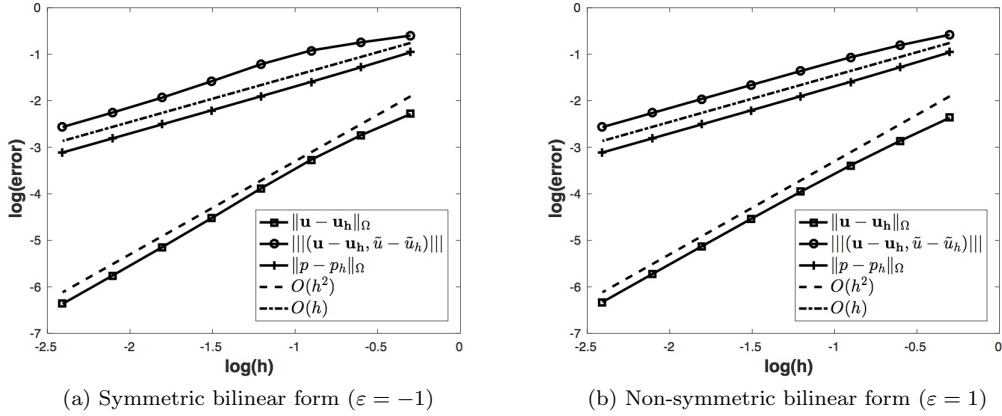 0
-1
-2
-3
-4
-5
-6
-7
log(error)
‖u − u_h‖_Ω
|||(u − u_h, ũ − ũ_h)|||
‖p − p_h‖_Ω
O(h²)
O(h)
-2.5 -2 -1.5 -1 -0.5 0
log(h)
(a) Symmetric bilinear form (ε = −1)
0
-1
-2
-3
-4
-5
-6
-7
log(error)
‖u − u_h‖_Ω
|||(u − u_h, ũ − ũ_h)|||
‖p − p_h‖_Ω
O(h²)
O(h)
-2.5 -2 -1.5 -1 -0.5 0
log(h)
(b) Non-symmetric bilinear form (ε = 1)